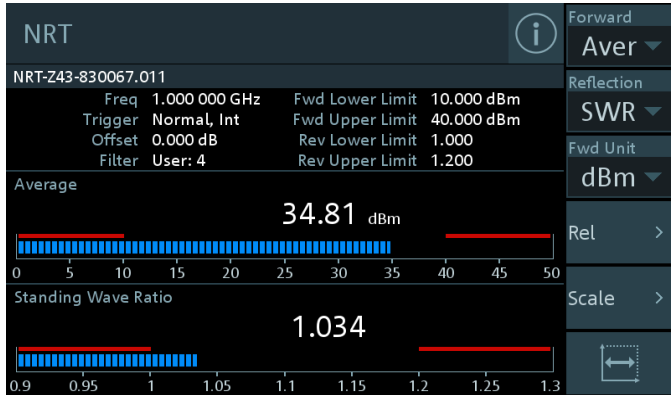 NRT
i
Forward
Aver
NRT-Z43-830067.011
Reflection
SWR
Freq 1.000 000 GHz Fwd Lower Limit 10.000 dBm
Trigger Normal, Int Fwd Upper Limit 40.000 dBm
Offset 0.000 dB Rev Lower Limit 1.000
Filter User: 4 Rev Upper Limit 1.200
Fwd Unit
dBm
Average
34.81 dBm
0 5 10 15 20 25 30 35 40 45 50
Rel >
Standing Wave Ratio
1.034
0.9 0.95 1 1.05 1.1 1.15 1.2 1.25 1.3
Scale >